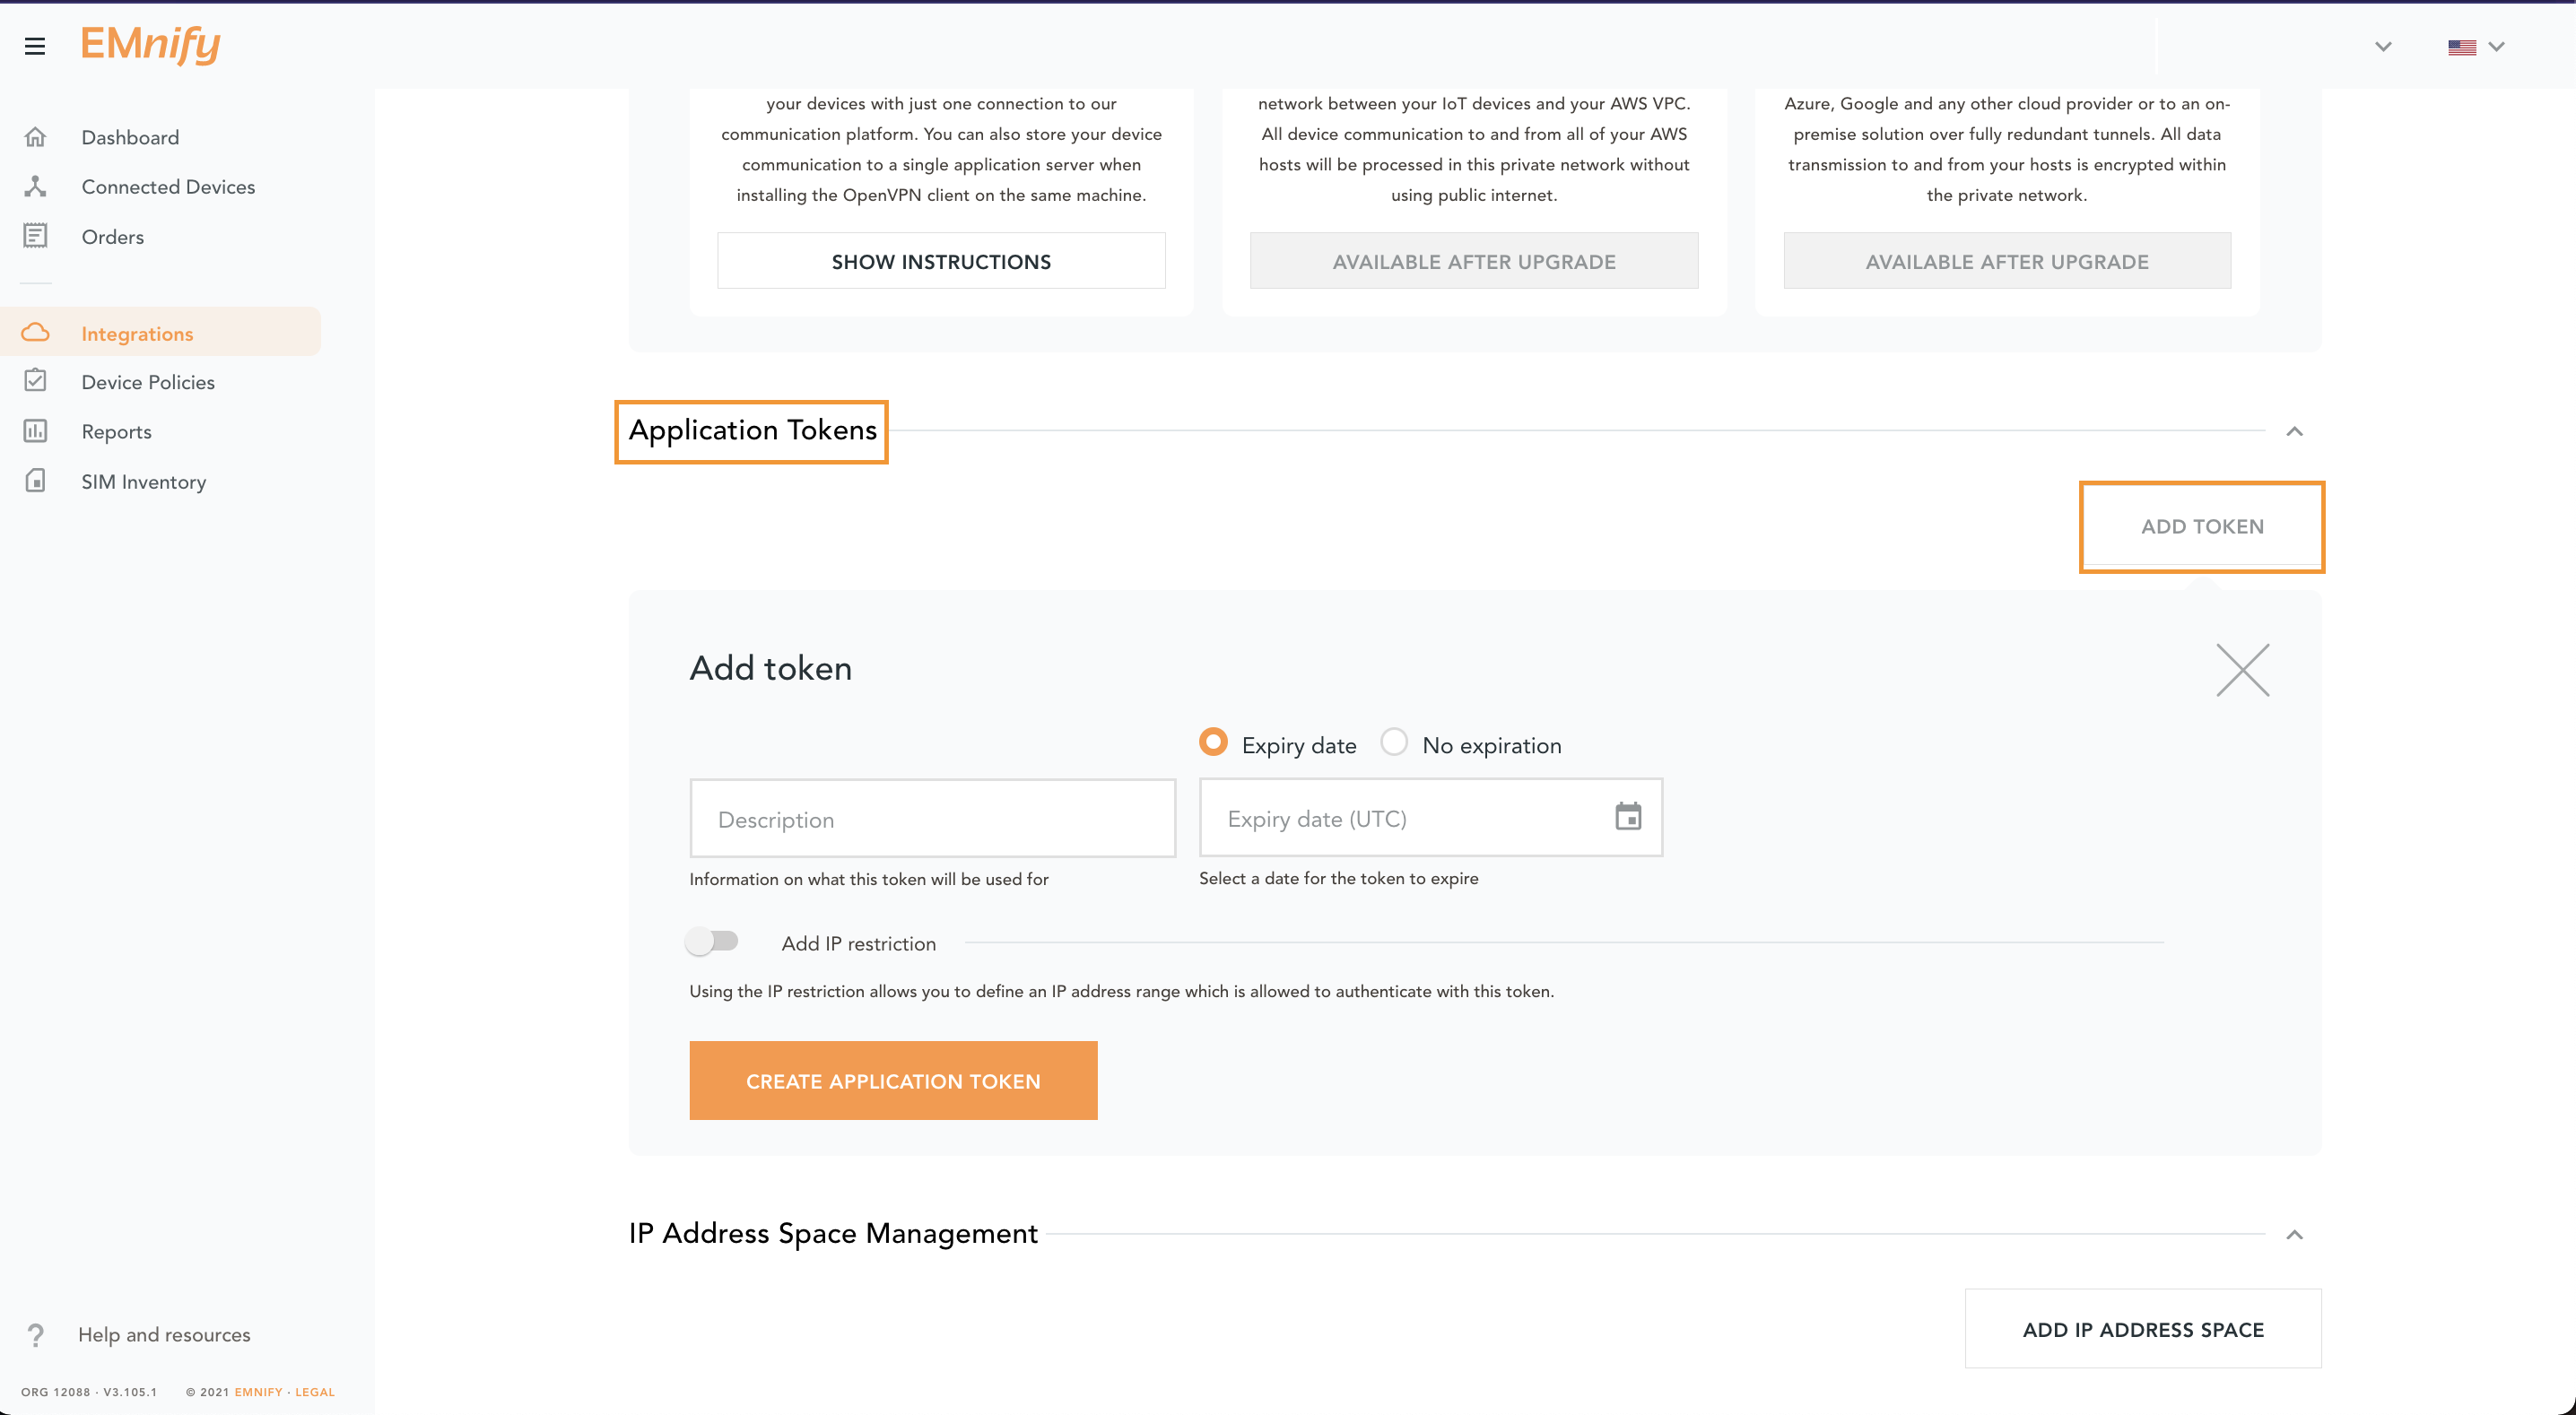 EMnify
Dashboard
Connected Devices
Orders
Integrations
Device Policies
Reports
SIM Inventory
Help and resources
ORG 12088 · V3.105.1 © 2021 EMNIFY · LEGAL
your devices with just one connection to our
communication platform. You can also store your device
communication to a single application server when
installing the OpenVPN client on the same machine.
SHOW INSTRUCTIONS
network between your IoT devices and your AWS VPC.
All device communication to and from all of your AWS
hosts will be processed in this private network without
using public internet.
AVAILABLE AFTER UPGRADE
Azure, Google and any other cloud provider or to an on-
premise solution over fully redundant tunnels. All data
transmission to and from your hosts is encrypted within
the private network.
AVAILABLE AFTER UPGRADE
Application Tokens
ADD TOKEN
Add token
Expiry date No expiration
Description
Expiry date (UTC)
Information on what this token will be used for
Select a date for the token to expire
Add IP restriction
Using the IP restriction allows you to define an IP address range which is allowed to authenticate with this token.
CREATE APPLICATION TOKEN
IP Address Space Management
ADD IP ADDRESS SPACE